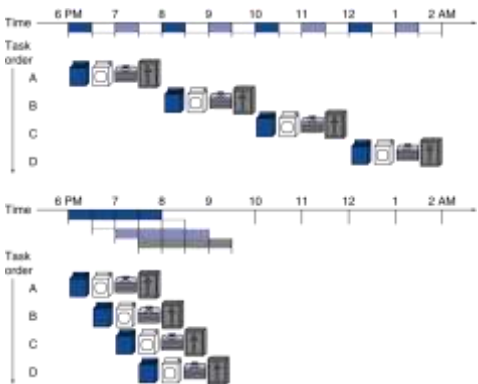 6 PM 7 8 9 10 11 12 1 2 AM
Time
Task
order
A
B
C
D
6 PM 7 8 9 10 11 12 1 2 AM
Time
Task
order
A
B
C
D